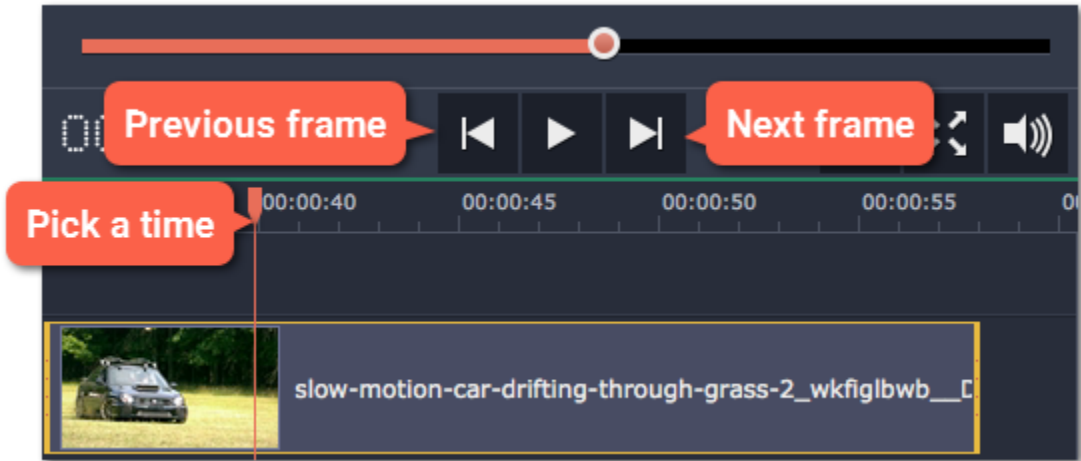 Previous frame
Next frame
Pick a time
00:00:40 00:00:45 00:00:50 00:00:55
slow-motion-car-drifting-through-grass-2_wkfiglbwb__D